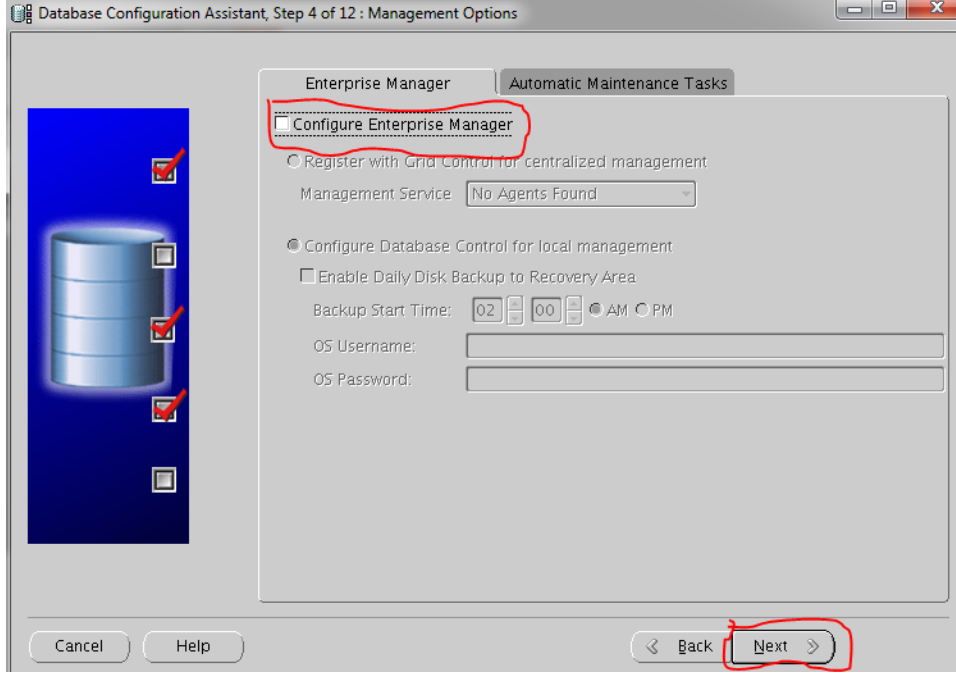 Database Configuration Assistant, Step 4 of 12 : Management Options
Enterprise Manager
Automatic Maintenance Tasks
Configure Enterprise Manager
Register with Grid Control for centralized management
Management Service No Agents Found
Configure Database Control for local management
Enable Daily Disk Backup to Recovery Area
Backup Start Time: 02 00 AM PM
OS Username:
OS Password:
Cancel Help Back Next